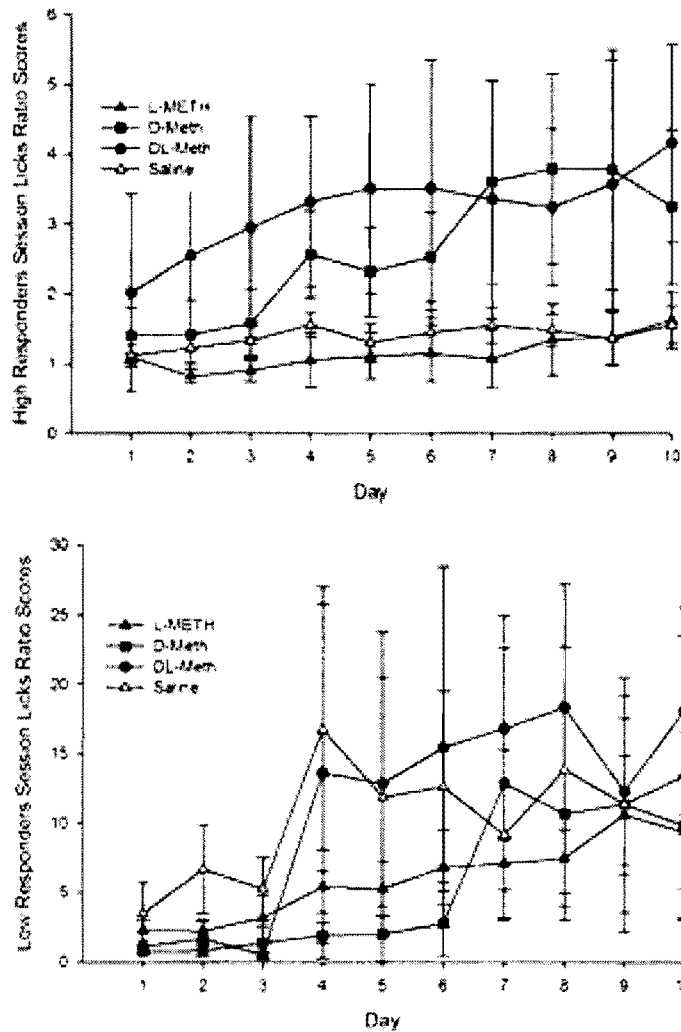 High Responders Session Licks Ratio Scores
6
5
4
3
2
1
0
L-METH
D-Meth
DL-Meth
Saline
1 2 3 4 5 6 7 8 9 10
Day
Low Responders Session Licks Ratio Scores
30
25
20
15
10
5
0
L-METH
D-Meth
DL-Meth
Saline
1 2 3 4 5 6 7 8 9 1
Day